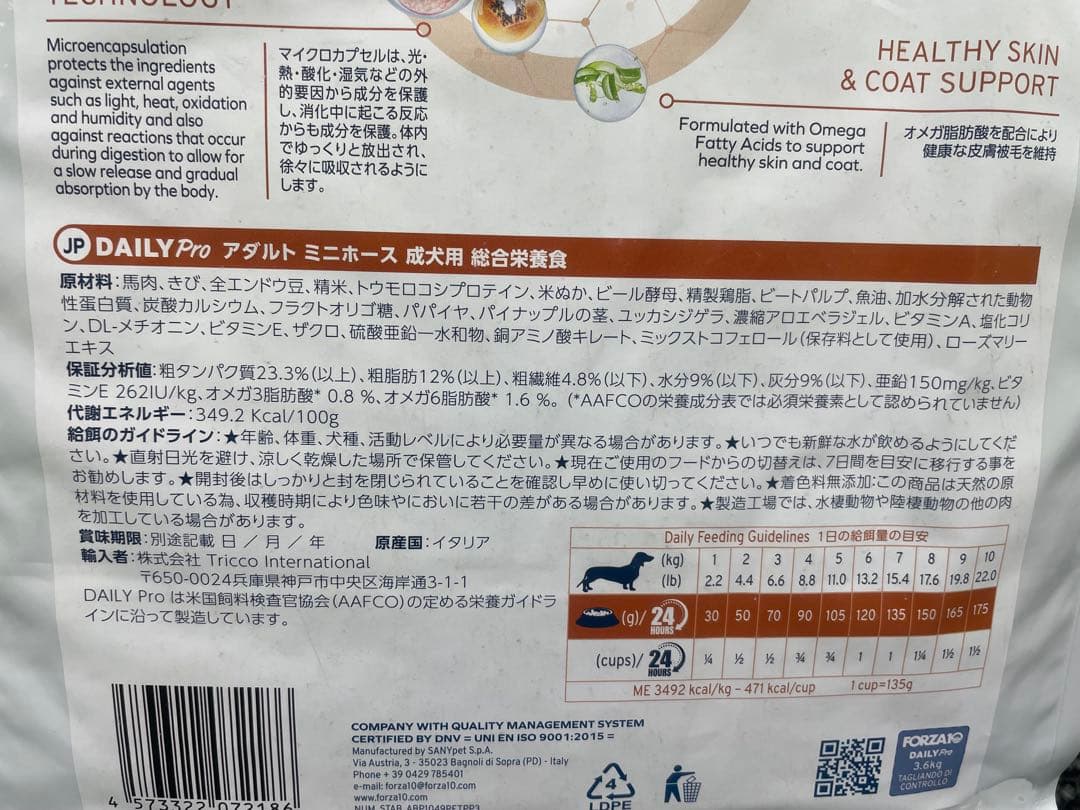 Microencapsulation
protects the ingredients
against external agents
such as light, heat, oxidation
and humidity and also
against reactions that occur
during digestion to allow for
a slow release and gradual
absorption by the body.
マイクロカプセルは、光・
熱・酸化・湿気などの外
的要因から成分を保護
し、消化中に起こる反応
からも成分を保護。体内
でゆっくりと放出され、
徐々に吸収されるように
します。
HEALTHY SKIN
& COAT SUPPORT
Formulated with Omega
Fatty Acids to support
healthy skin and coat.
オメガ脂肪酸を配合により
健康な皮膚被毛を維持
JP DAILY Pro アダルト ミニホース 成犬用 総合栄養食
原材料:馬肉、きび、全エンドウ豆、精米、トウモロコシプロテイン、米ぬか、ビール酵母、精製鶏脂、ビートパルプ、魚油、加水分解された動物
性蛋白質、炭酸カルシウム、フラクトオリゴ糖、パパイヤ、パイナップルの茎、ユッカシジゲラ、濃縮アロエベラジェル、ビタミンA、塩化コリ
ン、DL-メチオニン、ビタミンE、ザクロ、硫酸亜鉛一水和物、銅アミノ酸キレート、ミックストコフェロール(保存料として使用)、ローズマリー
エキス
保証分析値:粗タンパク質23.3%(以上)、粗脂肪12%(以上)、粗繊維4.8%(以下)、水分9%(以下)、灰分9%(以下)、亜鉛150mg/kg、ビタ
ミンE 262IU/kg、オメガ3脂肪酸* 0.8 %、オメガ6脂肪酸* 1.6 %。(*AAFCOの栄養成分表では必須栄養素として認められていません)
代謝エネルギー:349.2 Kcal/100g
給餌のガイドライン:★年齢、体重、犬種、活動レベルにより必要量が異なる場合があります。★いつでも新鮮な水が飲めるようにしてくだ
さい。★直射日光を避け、涼しく乾燥した場所で保管してください。★現在ご使用のフードからの切替えは、7日間を目安に移行する事を
お勧めします。★開封後はしっかりと封を閉じられていることを確認し早めに使い切ってください。★着色料無添加:この商品は天然の原
材料を使用している為、収穫時期により色味やにおいに若干の差がある場合があります。★製造工場では、水棲動物や陸棲動物の他の肉
を加工している場合があります。
賞味期限:別途記載 日 / 月 / 年 原産国:イタリア
輸入者:株式会社 Tricco International
〒650-0024兵庫県神戸市中央区海岸通3-1-1
DAILY Pro は米国飼料検査官協会(AAFCO)の定める栄養ガイドラ
インに沿って製造しています。
Daily Feeding Guidelines 1日の給餌量の目安
(kg) 1 2 3 4 5 6 7 8 9 10
(lb) 2.2 4.4 6.6 8.8 11.0 13.2 15.4 17.6 19.8 22.0
(g)/ 24 HOURS 30 50 70 90 105 120 135 150 165 175
(cups)/ 24 HOURS ¼ ½ ½ ¾ ¾ 1 1 1¼ 1½ 1½
ME 3492 kcal/kg – 471 kcal/cup 1 cup=135g
COMPANY WITH QUALITY MANAGEMENT SYSTEM
CERTIFIED BY DNV = UNI EN ISO 9001:2015 =
Manufactured by SANYpet S.p.A.
Via Austria, 3 - 35023 Bagnoli di Sopra (PD) - Italy
Phone + 39 0429 785401
e-mail: forza10@forza10.com
www.forza10.com
4 573322 072186
LDPE
FORZA10
DAILY Pro
3.6kg
TAGLIANDO DI
CONTROLLO